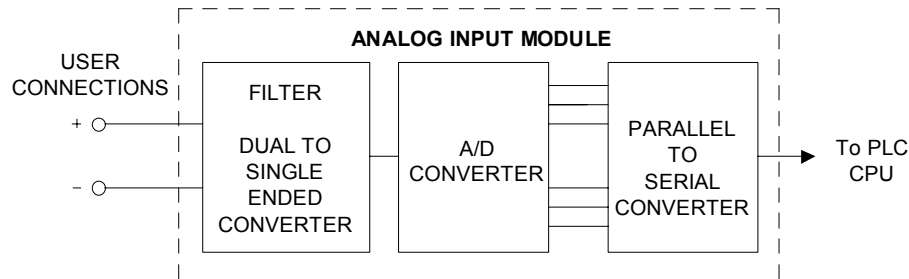 ANALOG INPUT MODULE
USER
CONNECTIONS
+
-
FILTER
DUAL TO
SINGLE
ENDED
CONVERTER
A/D
CONVERTER
PARALLEL
TO
SERIAL
CONVERTER
To PLC
CPU